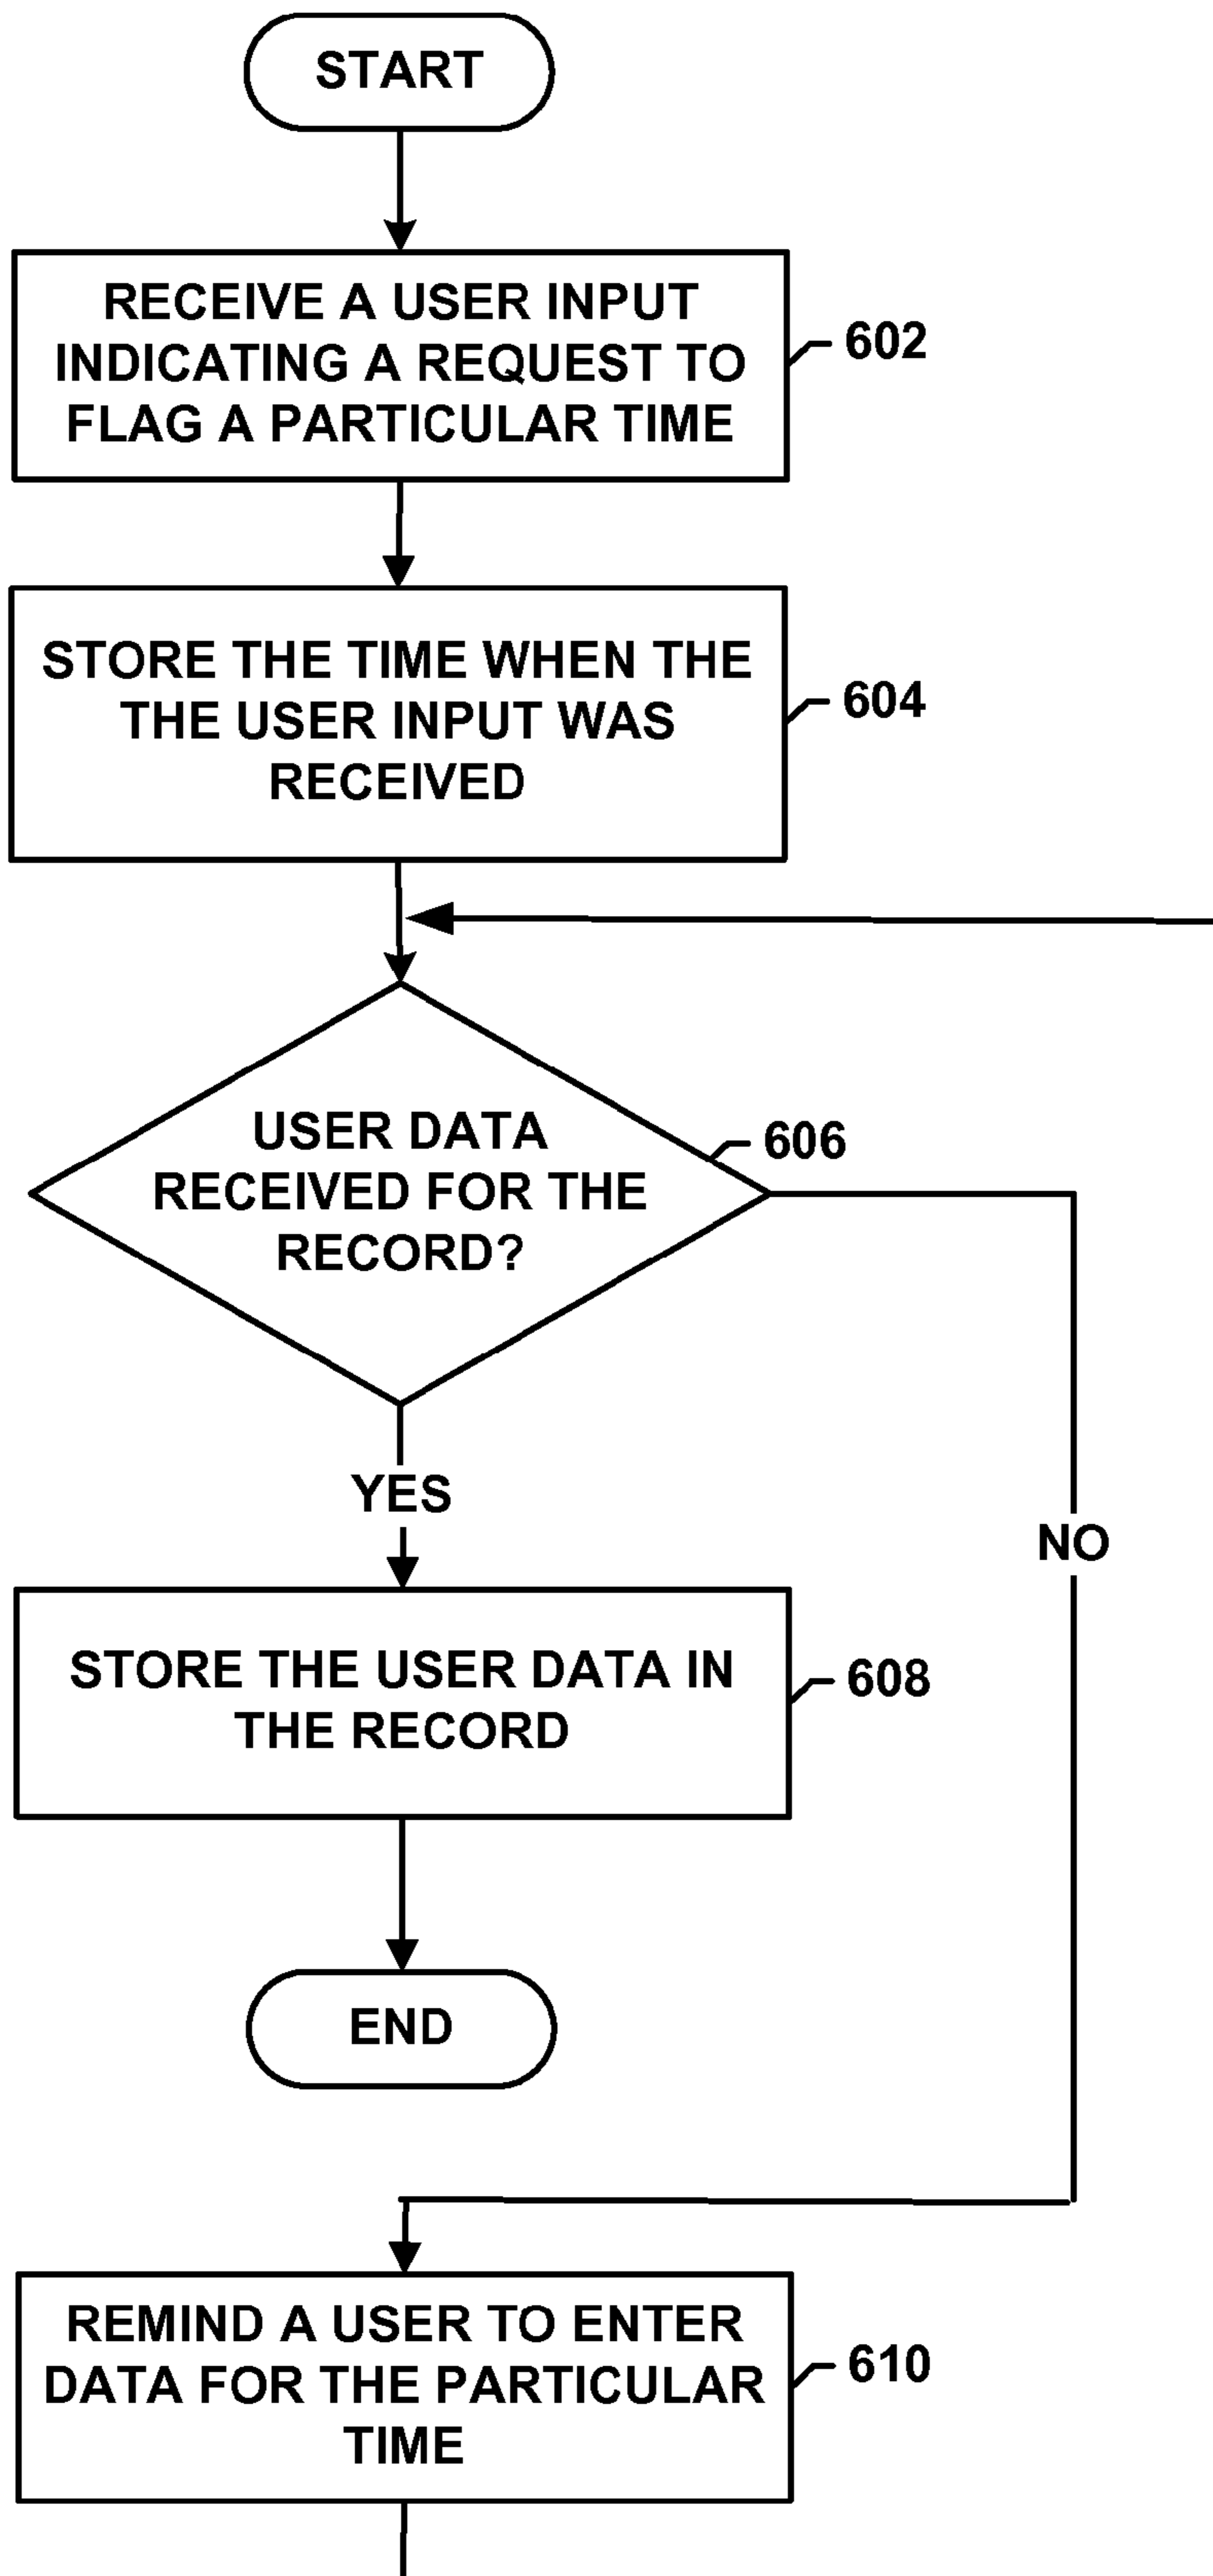 START
RECEIVE A USER INPUT
INDICATING A REQUEST TO
FLAG A PARTICULAR TIME
602
STORE THE TIME WHEN THE
THE USER INPUT WAS
RECEIVED
604
USER DATA
RECEIVED FOR THE
RECORD?
606
YES
NO
STORE THE USER DATA IN
THE RECORD
608
END
REMIND A USER TO ENTER
DATA FOR THE PARTICULAR
TIME
610